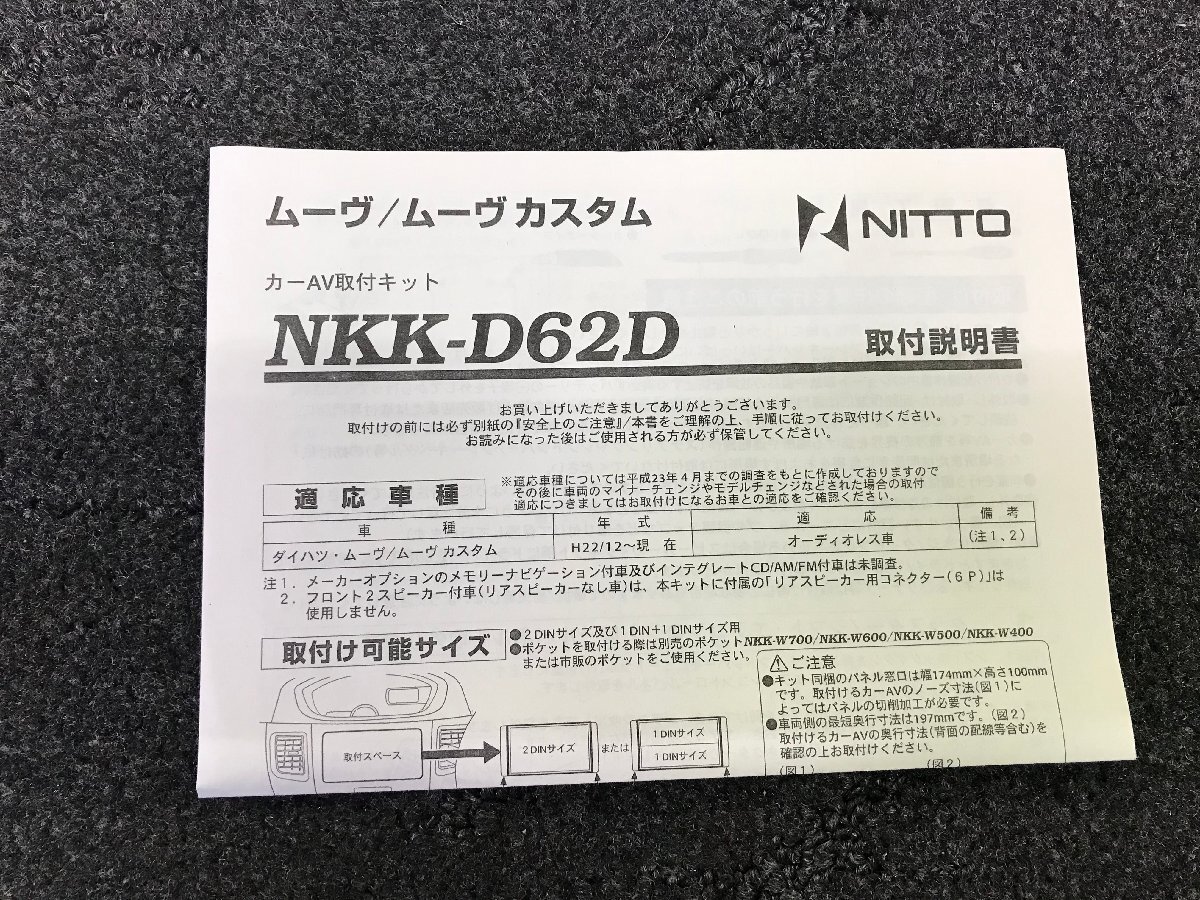 ムーヴ/ムーヴ カスタム
NITTO
カーAV取付キット
NKK-D62D
取付説明書
お買い上げいただきましてありがとうございます。
取付けの前には必ず別紙の『安全上のご注意』/本書をご理解の上、手順に従ってお取付けください。
お読みになった後はご使用される方が必ず保管してください。
適応車種
※適応車種については平成23年4月までの調査をもとに作成しておりますので
その後に車両のマイナーチェンジやモデルチェンジなどされた場合の取付
適応につきましてはお取付けになるお車との適応をご確認ください。
車 種 年 式 適 応 備 考
ダイハツ・ムーヴ/ムーヴ カスタム H22/12〜現 在 オーディオレス車 (注1、2)
注1. メーカーオプションのメモリーナビゲーション付車及びインテグレートCD/AM/FM付車は未調査。
2. フロント2スピーカー付車(リアスピーカーなし車)は、本キットに付属の「リアスピーカー用コネクター(6P)」は
使用しません。
取付け可能サイズ
●2DINサイズ及び1DIN+1DINサイズ用
●ポケットを取付ける際は別売のポケットNKK-W700/NKK-W600/NKK-W500/NKK-W400
または市販のポケットをご使用ください。
取付スペース
2DINサイズ
または
1DINサイズ
1DINサイズ
ご注意
●キット同梱のパネル窓口は幅174mm×高さ100mm
です。取付けるカーAVのノーズ寸法(図1)に
よってはパネルの切削加工が必要です。
●車両側の最短奥行寸法は197mmです。(図2)
取付けるカーAVの奥行寸法(背面の配線等含む)を
確認の上お取付けください。
(図1) (図2)